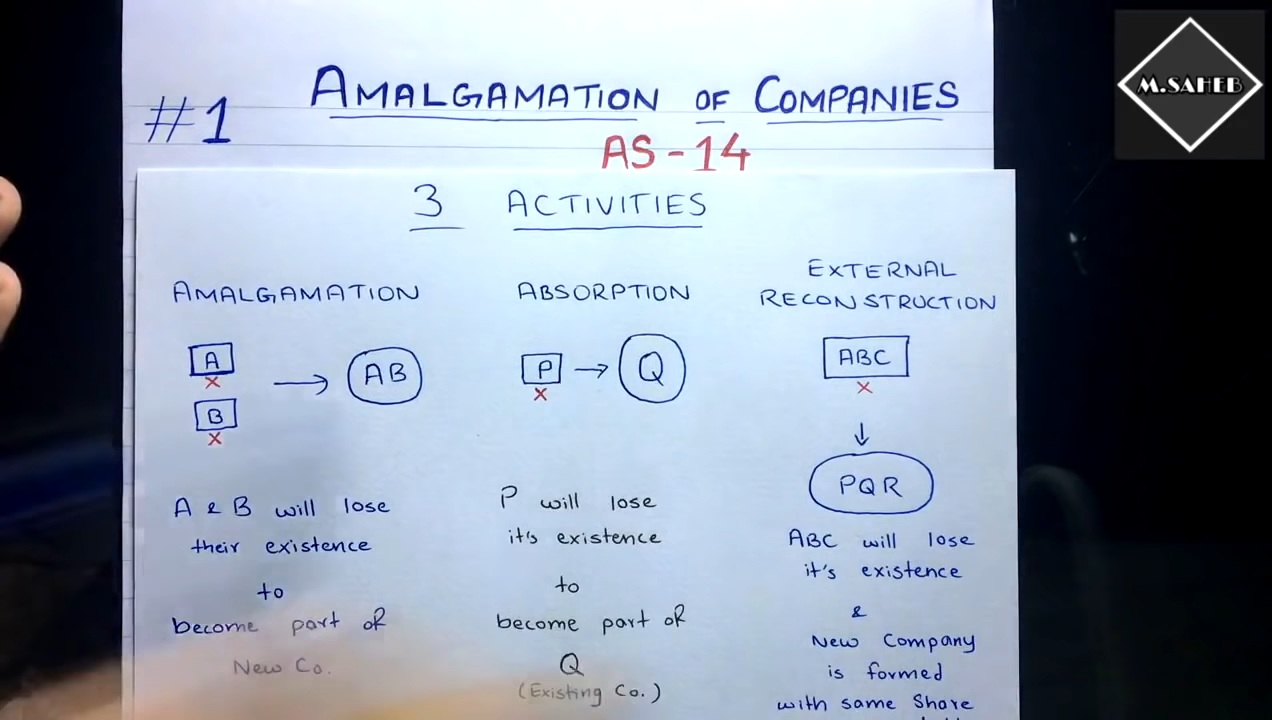 #1
AMALGAMATION OF COMPANIES
AS-14
3 ACTIVITIES
AMALGAMATION
A
B
AB
A & B will lose
their existence
to
become part of
New Co.
ABSORPTION
P
Q
P will lose
it's existence
to
become part of
Q
(Existing Co.)
EXTERNAL
RECONSTRUCTION
ABC
PQR
ABC will lose
it's existence
&
New Company
is formed
with same Share
M.SAHEB